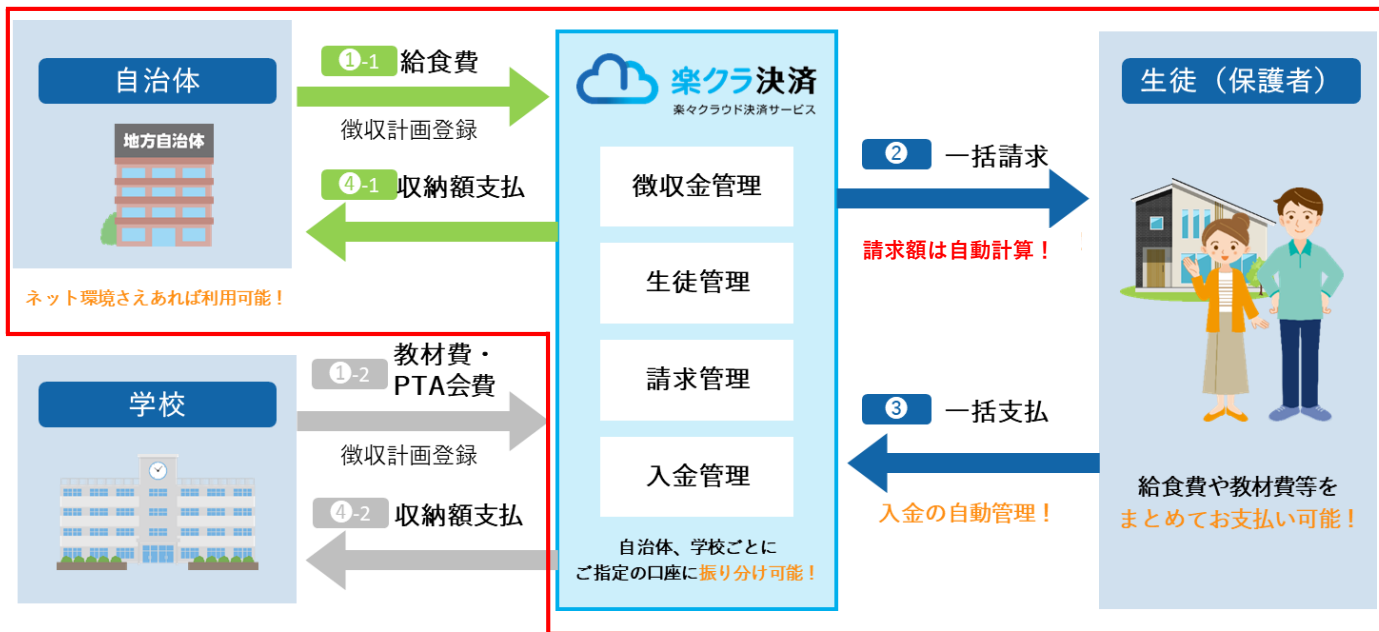 自治体
地方自治体
ネット環境さえあれば利用可能！
❶-1 給食費
徴収計画登録
❹-1 収納額支払
学校
❶-2 教材費・
PTA会費
徴収計画登録
❹-2 収納額支払
楽クラ決済
楽々クラウド決済サービス
徴収金管理
生徒管理
請求管理
入金管理
自治体、学校ごとに
ご指定の口座に振り分け可能！
❷ 一括請求
請求額は自動計算！
❸ 一括支払
入金の自動管理！
生徒（保護者）
給食費や教材費等を
まとめてお支払い可能！